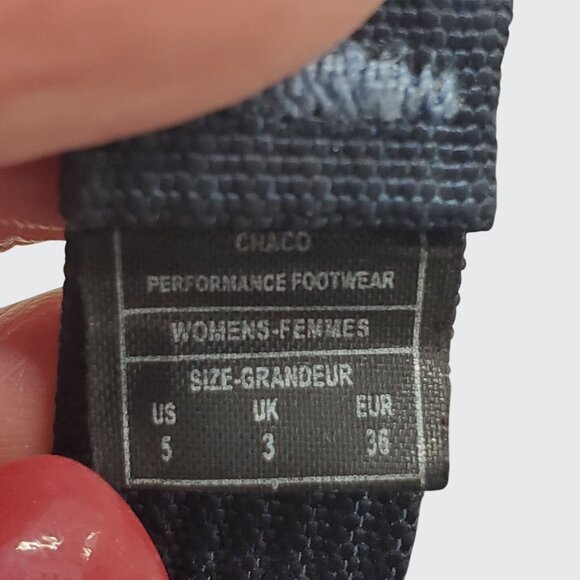 CHACO
PERFORMANCE FOOTWEAR
WOMENS-FEMMES
SIZE-GRANDEUR
US UK EUR
5 3 36